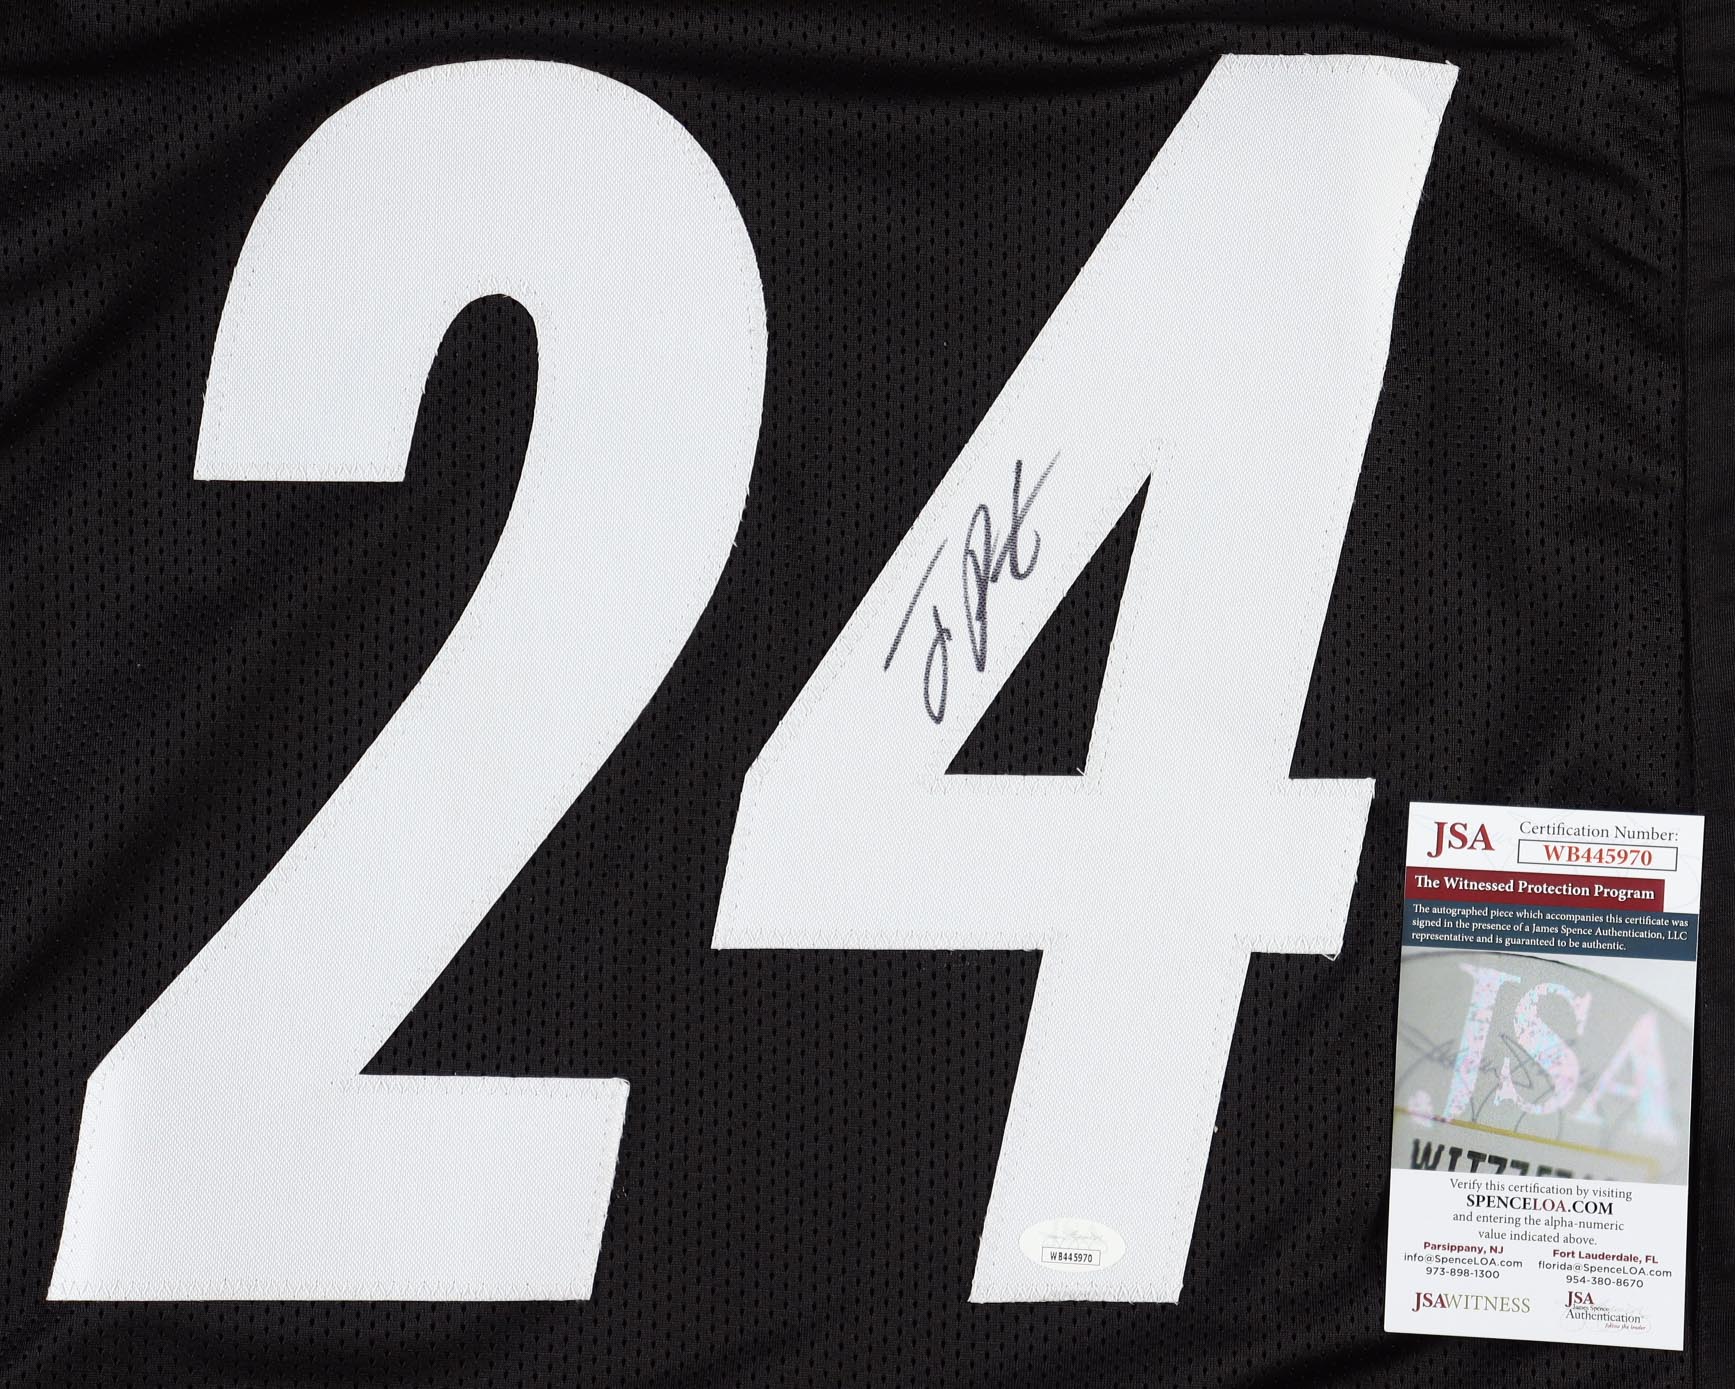 24
JSA
Certification Number:
WB445970
The Witnessed Protection Program
The autographed piece which accompanies this certificate was
signed in the presence of a James Spence Authentication, LLC
representative and is guaranteed to be authentic.
JSA
Verify this certification by visiting
SPENCELOA.COM
and entering the alpha-numeric
value indicated above.
Parsippany, NJ
info@SpenceLOA.com
973-898-1300
Fort Lauderdale, FL
florida@SpenceLOA.com
954-380-8670
JSAWITNESS
JSA
James Spence
Authentication
WB445970